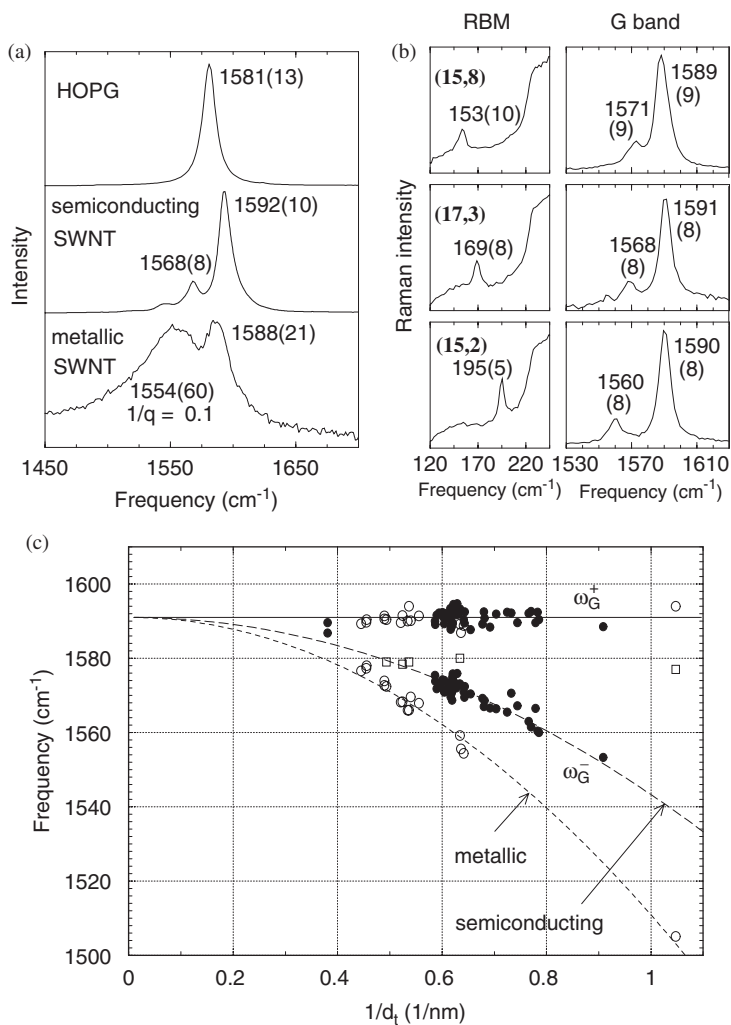 (a)
HOPG
1581(13)
semiconducting
SWNT
1592(10)
1568(8)
metallic
SWNT
1588(21)
1554(60)
1/q = 0.1
Intensity
1450 1550 1650
Frequency (cm-1)
(b)
RBM G band
(15,8)
153(10)
1589
(9)
1571
(9)
(17,3)
169(8)
1591
(8)
1568
(8)
(15,2)
195(5)
1590
(8)
1560
(8)
Raman intensity
120 170 220 1530 1570 1610
Frequency (cm-1) Frequency (cm-1)
(c)
1600
1580
1560
1540
1520
1500
Frequency (cm-1)
ωG+
ωG-
metallic
semiconducting
0 0.2 0.4 0.6 0.8 1
1/dt (1/nm)